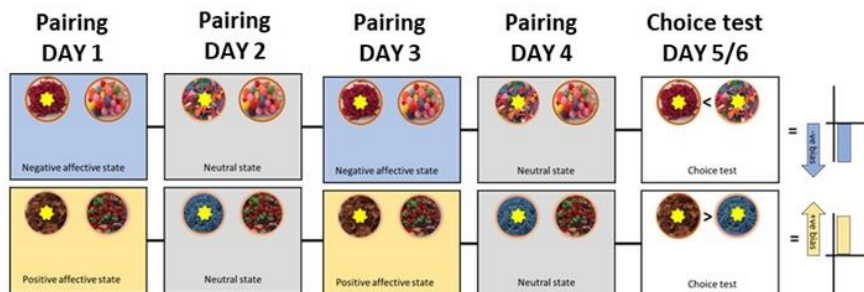 Pairing
DAY 1
Pairing
DAY 2
Pairing
DAY 3
Pairing
DAY 4
Choice test
DAY 5/6
Negative affective state
Neutral state
Negative affective state
Neutral state
<
Choice test
=
-ve bias
Positive affective state
Neutral state
Positive affective state
Neutral state
>
Choice test
=
+ve bias